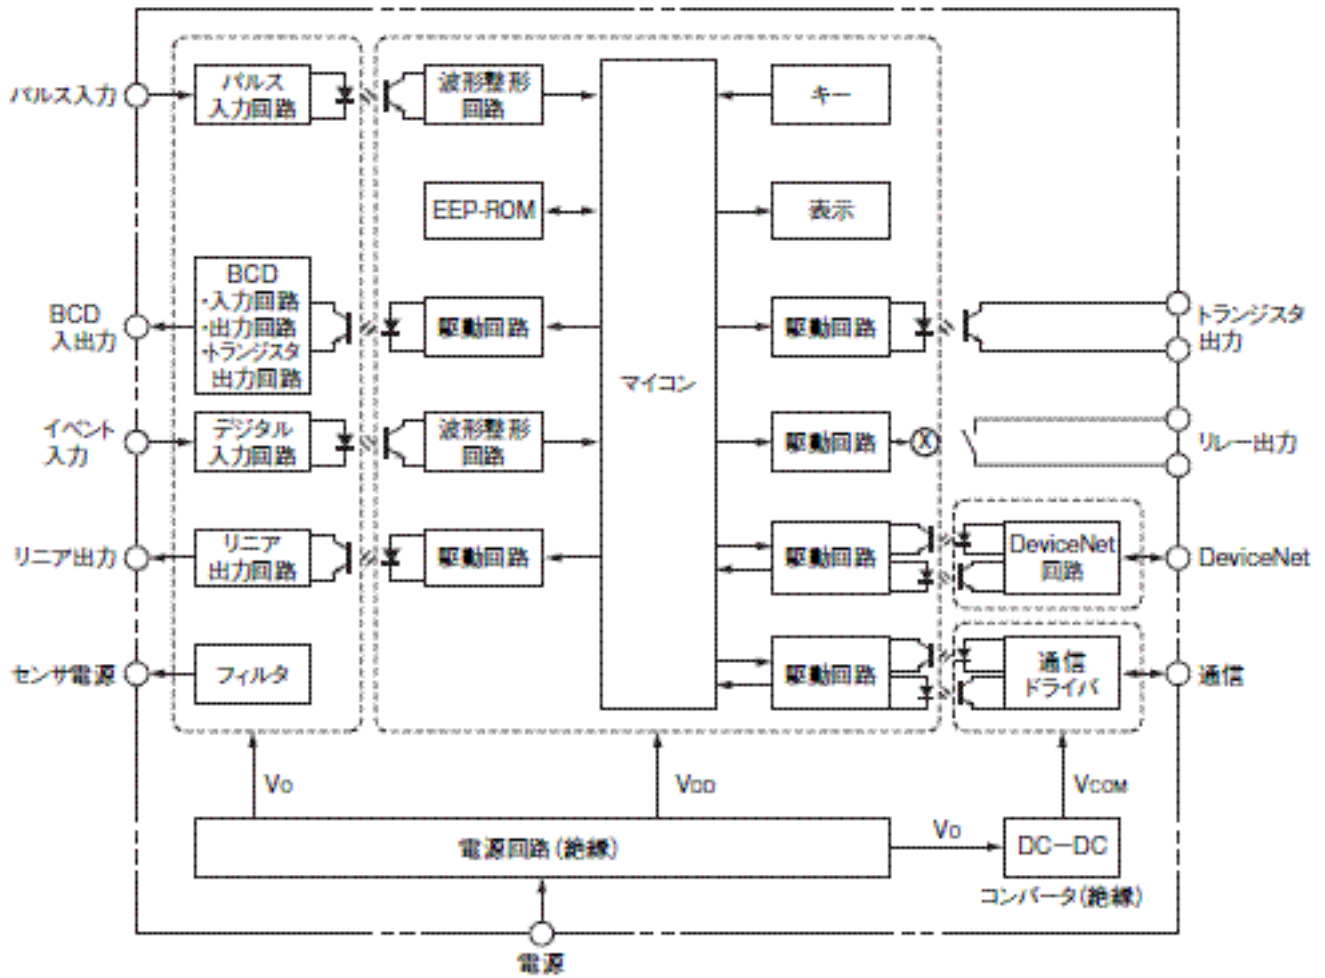 パルス入力
パルス
入力回路
波形整形
回路
キー
EEP-ROM
表示
BCD
入出力
BCD
・入力回路
・出力回路
・トランジスタ
出力回路
駆動回路
マイコン
駆動回路
トランジスタ
出力
イベント
入力
デジタル
入力回路
波形整形
回路
駆動回路
X
リレー出力
リニア出力
リニア
出力回路
駆動回路
駆動回路
DeviceNet
回路
DeviceNet
センサ電源
フィルタ
駆動回路
通信
ドライバ
通信
VO
VDD
VCOM
電源回路(絶縁)
VO
DC－DC
コンバータ(絶縁)
電源